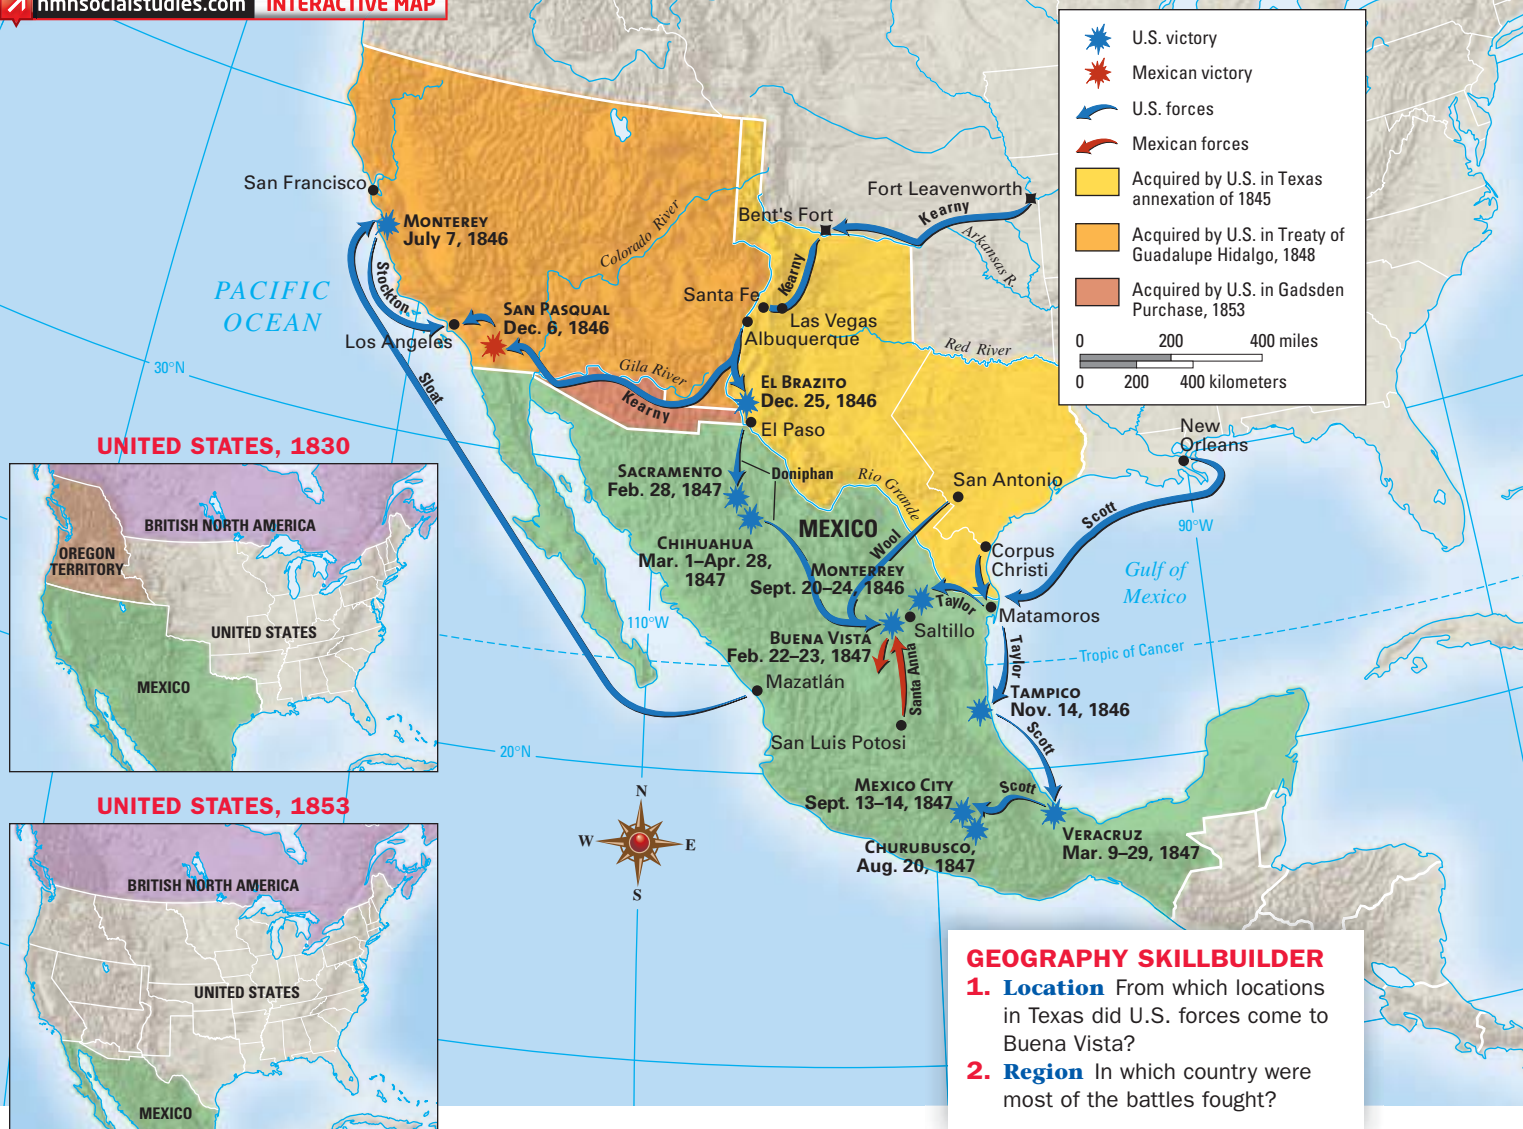 hmhsocialstudies.com INTERACTIVE MAP
U.S. victory
Mexican victory
U.S. forces
Mexican forces
Acquired by U.S. in Texas
annexation of 1845
Acquired by U.S. in Treaty of
Guadalupe Hidalgo, 1848
Acquired by U.S. in Gadsden
Purchase, 1853
0 200 400 miles
0 200 400 kilometers
San Francisco
MONTEREY
July 7, 1846
PACIFIC
OCEAN
Stockton
Los Angeles
SAN PASQUAL
Dec. 6, 1846
Colorado River
Bent's Fort
Fort Leavenworth
Kearny
Arkansas R.
Kearny
Santa Fe
Las Vegas
Albuquerque
Red River
30°N
Sloat
Gila River
Kearny
EL BRAZITO
Dec. 25, 1846
El Paso
SACRAMENTO
Feb. 28, 1847
Doniphan
Rio Grande
San Antonio
New
Orleans
Scott
90°W
MEXICO
Wool
CHIHUAHUA
Mar. 1–Apr. 28,
1847
Corpus
Christi
Gulf of
Mexico
MONTERREY
Sept. 20–24, 1846
Taylor
Matamoros
Saltillo
110°W
BUENA VISTA
Feb. 22–23, 1847
Santa Anna
Taylor
Tropic of Cancer
Mazatlán
TAMPICO
Nov. 14, 1846
San Luis Potosi
Scott
20°N
MEXICO CITY
Sept. 13–14, 1847
Scott
VERACRUZ
Mar. 9–29, 1847
CHURUBUSCO,
Aug. 20, 1847
N
W E
S
UNITED STATES, 1830
BRITISH NORTH AMERICA
OREGON
TERRITORY
UNITED STATES
MEXICO
UNITED STATES, 1853
BRITISH NORTH AMERICA
UNITED STATES
MEXICO
GEOGRAPHY SKILLBUILDER
1. Location From which locations
in Texas did U.S. forces come to
Buena Vista?
2. Region In which country were
most of the battles fought?